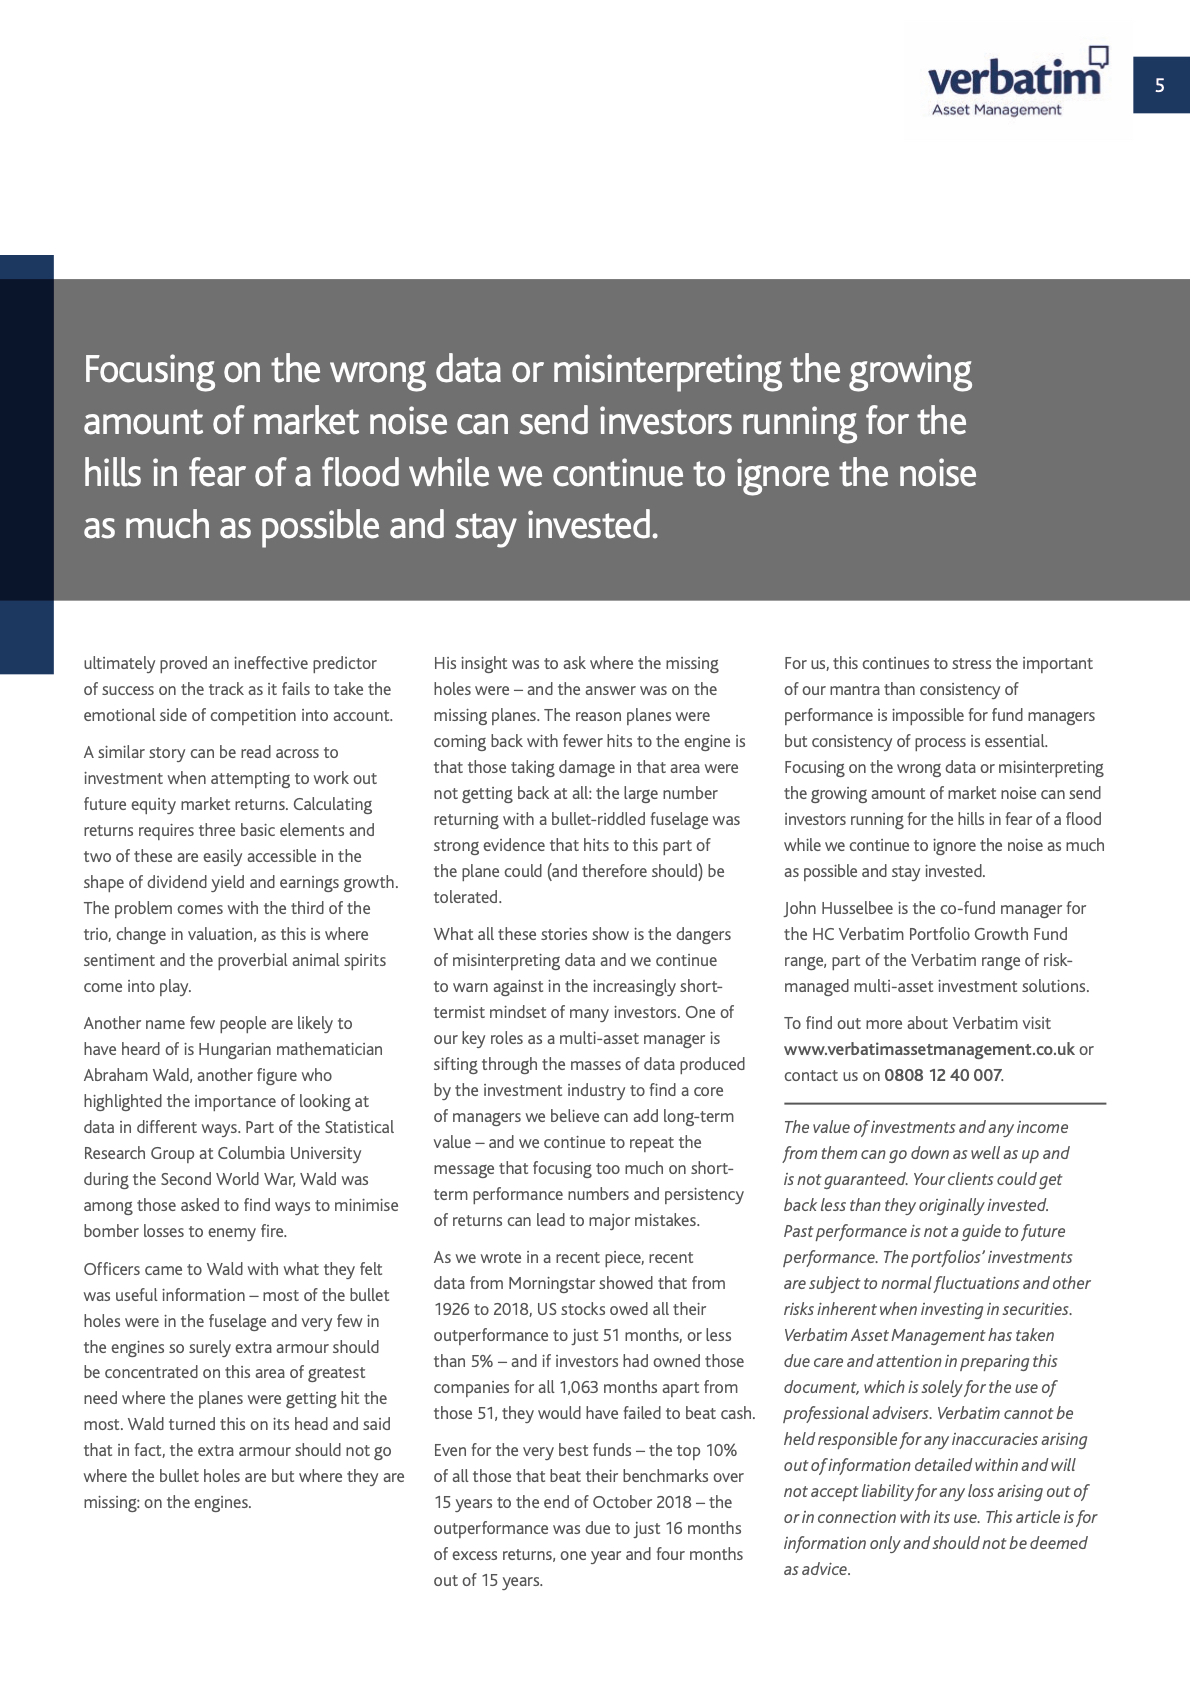 verbatim
Asset Management
5
Focusing on the wrong data or misinterpreting the growing
amount of market noise can send investors running for the
hills in fear of a flood while we continue to ignore the noise
as much as possible and stay invested.
ultimately proved an ineffective predictor
of success on the track as it fails to take the
emotional side of competition into account.
A similar story can be read across to
investment when attempting to work out
future equity market returns. Calculating
returns requires three basic elements and
two of these are easily accessible in the
shape of dividend yield and earnings growth.
The problem comes with the third of the
trio, change in valuation, as this is where
sentiment and the proverbial animal spirits
come into play.
Another name few people are likely to
have heard of is Hungarian mathematician
Abraham Wald, another figure who
highlighted the importance of looking at
data in different ways. Part of the Statistical
Research Group at Columbia University
during the Second World War, Wald was
among those asked to find ways to minimise
bomber losses to enemy fire.
Officers came to Wald with what they felt
was useful information – most of the bullet
holes were in the fuselage and very few in
the engines so surely extra armour should
be concentrated on this area of greatest
need where the planes were getting hit the
most. Wald turned this on its head and said
that in fact, the extra armour should not go
where the bullet holes are but where they are
missing: on the engines.
His insight was to ask where the missing
holes were – and the answer was on the
missing planes. The reason planes were
coming back with fewer hits to the engine is
that those taking damage in that area were
not getting back at all: the large number
returning with a bullet-riddled fuselage was
strong evidence that hits to this part of
the plane could (and therefore should) be
tolerated.
What all these stories show is the dangers
of misinterpreting data and we continue
to warn against in the increasingly short-
termist mindset of many investors. One of
our key roles as a multi-asset manager is
sifting through the masses of data produced
by the investment industry to find a core
of managers we believe can add long-term
value – and we continue to repeat the
message that focusing too much on short-
term performance numbers and persistency
of returns can lead to major mistakes.
As we wrote in a recent piece, recent
data from Morningstar showed that from
1926 to 2018, US stocks owed all their
outperformance to just 51 months, or less
than 5% – and if investors had owned those
companies for all 1,063 months apart from
those 51, they would have failed to beat cash.
Even for the very best funds – the top 10%
of all those that beat their benchmarks over
15 years to the end of October 2018 – the
outperformance was due to just 16 months
of excess returns, one year and four months
out of 15 years.
For us, this continues to stress the important
of our mantra than consistency of
performance is impossible for fund managers
but consistency of process is essential.
Focusing on the wrong data or misinterpreting
the growing amount of market noise can send
investors running for the hills in fear of a flood
while we continue to ignore the noise as much
as possible and stay invested.
John Husselbee is the co-fund manager for
the HC Verbatim Portfolio Growth Fund
range, part of the Verbatim range of risk-
managed multi-asset investment solutions.
To find out more about Verbatim visit
www.verbatimassetmanagement.co.uk or
contact us on 0808 12 40 007.
The value of investments and any income
from them can go down as well as up and
is not guaranteed. Your clients could get
back less than they originally invested.
Past performance is not a guide to future
performance. The portfolios' investments
are subject to normal fluctuations and other
risks inherent when investing in securities.
Verbatim Asset Management has taken
due care and attention in preparing this
document, which is solely for the use of
professional advisers. Verbatim cannot be
held responsible for any inaccuracies arising
out of information detailed within and will
not accept liability for any loss arising out of
or in connection with its use. This article is for
information only and should not be deemed
as advice.